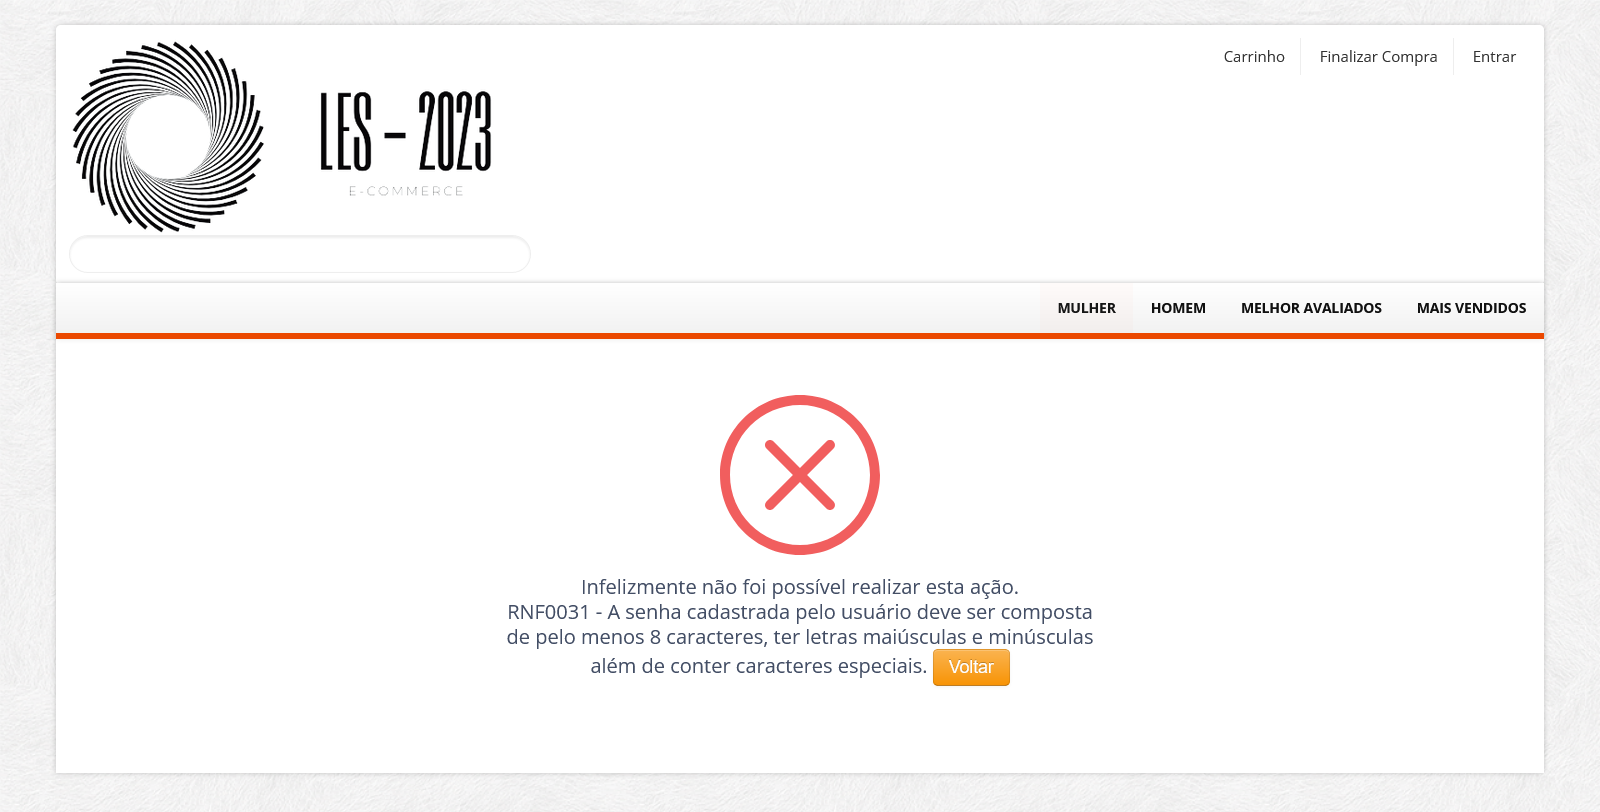 Carrinho
Finalizar Compra
Entrar
LES - 2023
E-COMMERCE
MULHER
HOMEM
MELHOR AVALIADOS
MAIS VENDIDOS
Infelizmente não foi possível realizar esta ação.
RNF0031 - A senha cadastrada pelo usuário deve ser composta
de pelo menos 8 caracteres, ter letras maiúsculas e minúsculas
além de conter caracteres especiais. Voltar